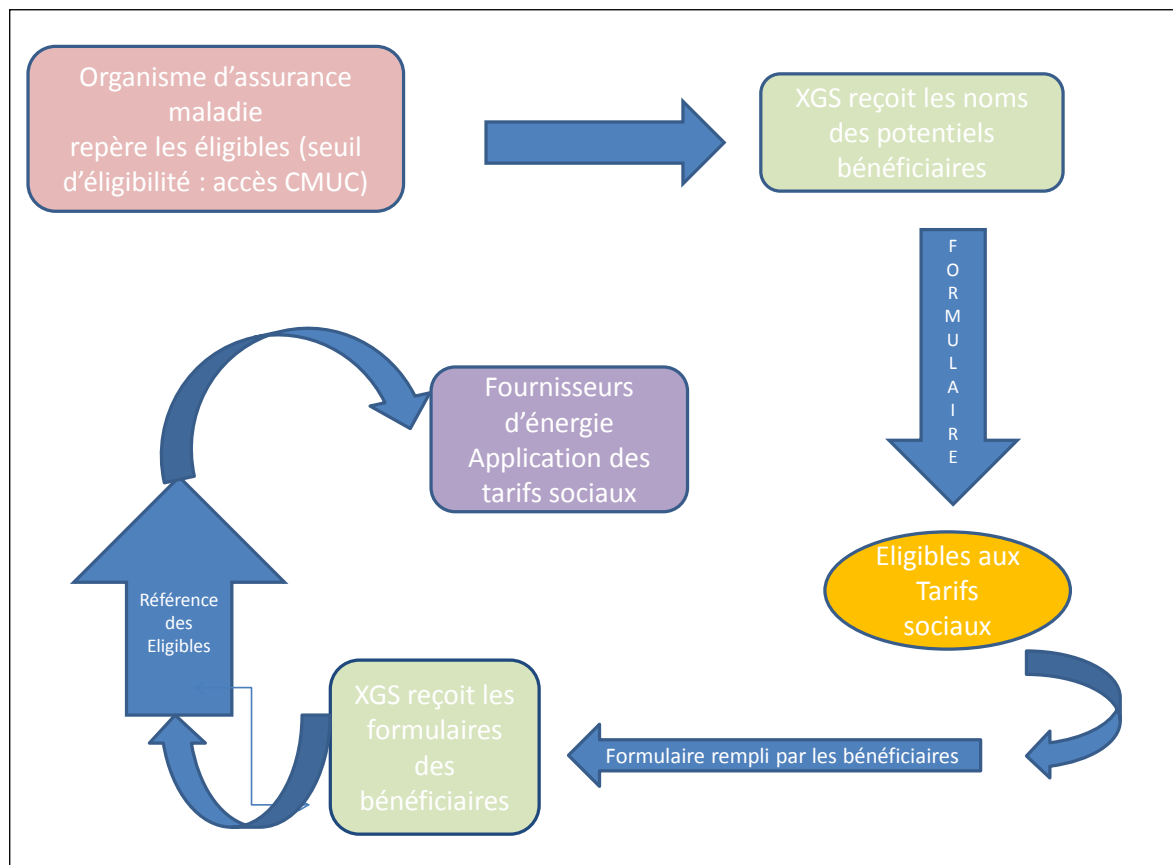 Organisme d'assurance
maladie
repère les éligibles (seuil
d'éligibilité : accès CMUC)
XGS reçoit les noms
des potentiels
bénéficiaires
F
O
R
M
U
L
A
I
R
E
Eligibles aux
Tarifs
sociaux
Formulaire rempli par les bénéficiaires
XGS reçoit les
formulaires
des
bénéficiaires
Référence
des
Eligibles
Fournisseurs
d'énergie
Application des
tarifs sociaux